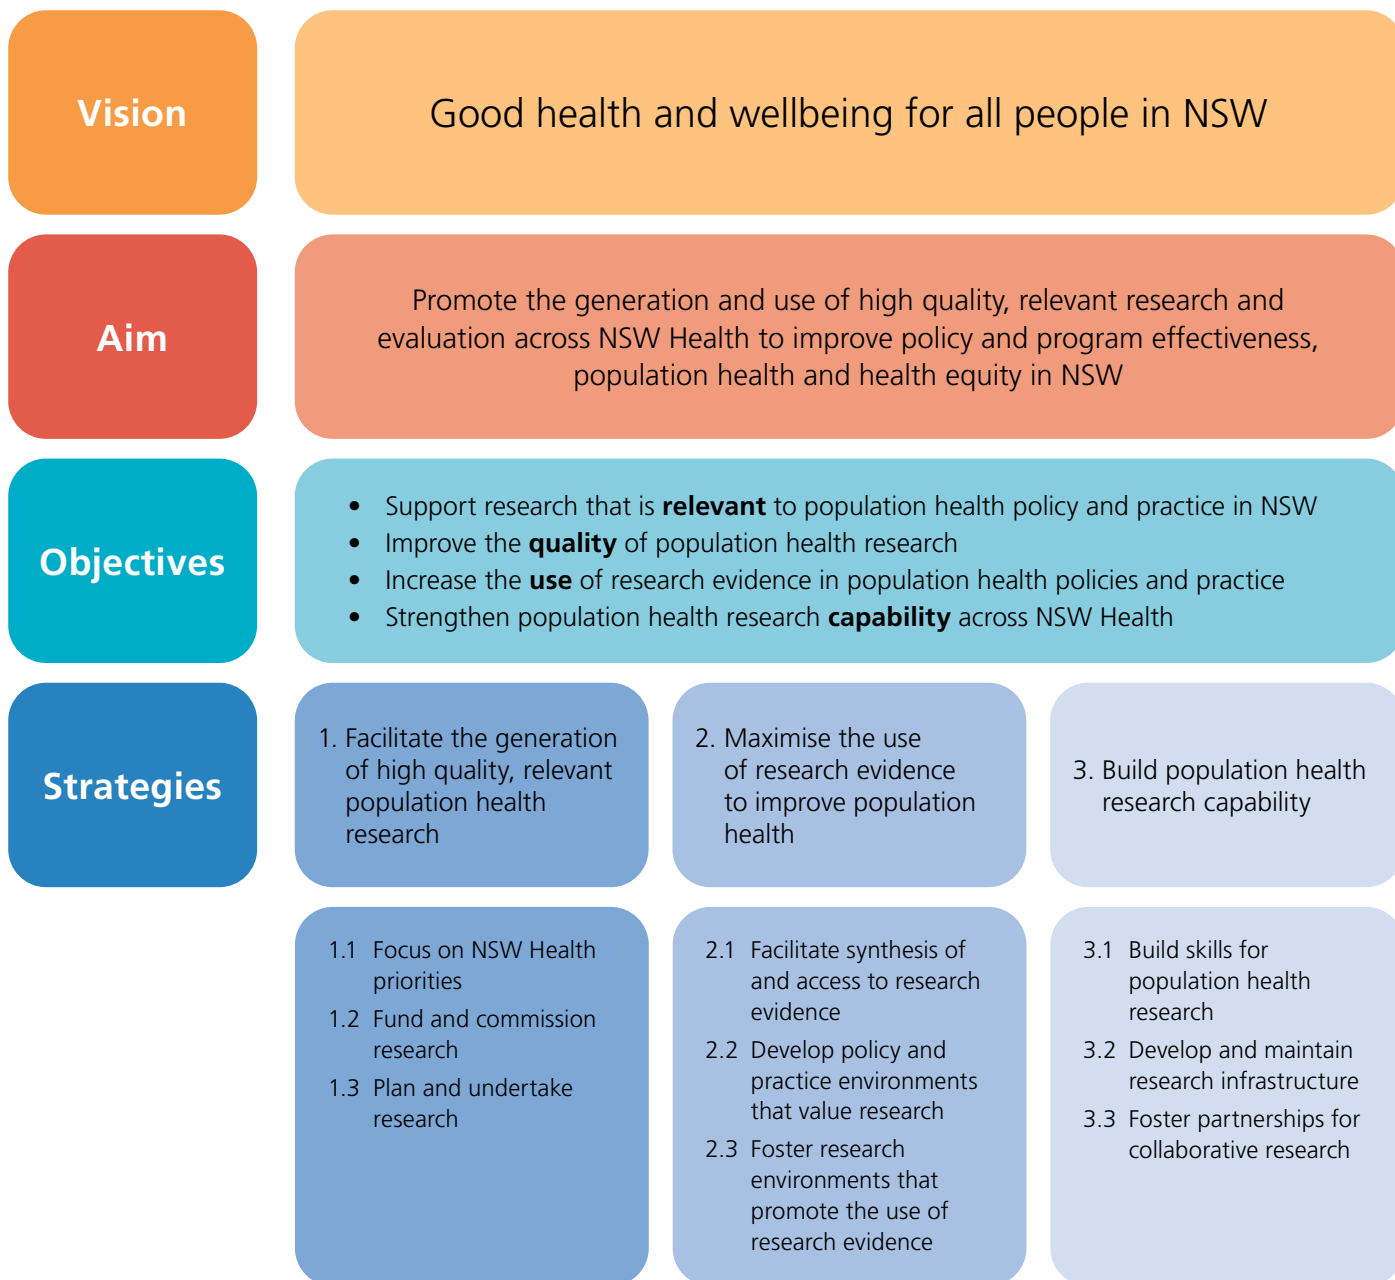 Vision
Good health and wellbeing for all people in NSW
Aim
Promote the generation and use of high quality, relevant research and
evaluation across NSW Health to improve policy and program effectiveness,
population health and health equity in NSW
Objectives
• Support research that is relevant to population health policy and practice in NSW
• Improve the quality of population health research
• Increase the use of research evidence in population health policies and practice
• Strengthen population health research capability across NSW Health
Strategies
1. Facilitate the generation
of high quality, relevant
population health
research
2. Maximise the use
of research evidence
to improve population
health
3. Build population health
research capability
1.1 Focus on NSW Health
priorities
1.2 Fund and commission
research
1.3 Plan and undertake
research
2.1 Facilitate synthesis of
and access to research
evidence
2.2 Develop policy and
practice environments
that value research
2.3 Foster research
environments that
promote the use of
research evidence
3.1 Build skills for
population health
research
3.2 Develop and maintain
research infrastructure
3.3 Foster partnerships for
collaborative research